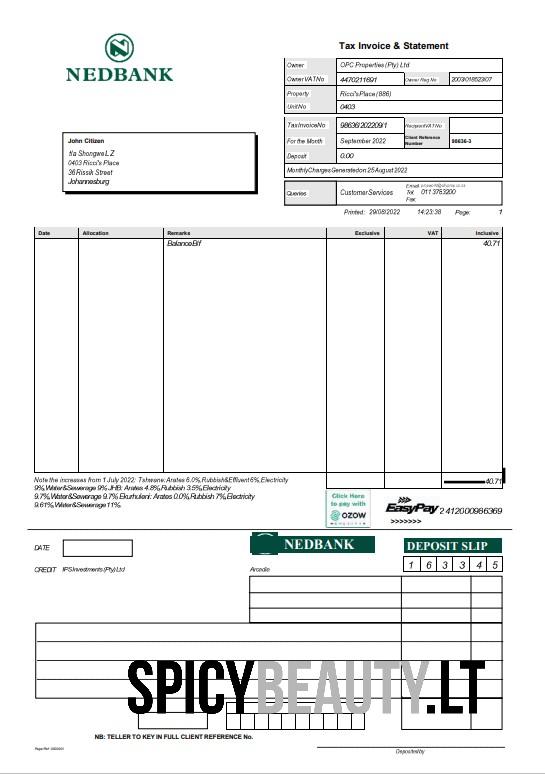 NEDBANK
Tax Invoice & Statement
Owner OPC Properties (Pty) Ltd
Owner VAT No 4470211691 Owner Reg No 2003/018523/07
Property Ricci's Place (886)
Unit No 0403
Tax Invoice No 98636/202209/1 Recipient VAT No
For the Month September 2022 Client Reference Number 98636-3
Deposit 0.00
Monthly Charges Generated on 25 August 2022
Queries Customer Services Email
Tel. 011 3753200
Fax:
Printed: 29/08/2022 14:23:38 Page: 1
John Citizen
t/a Shongwe L Z
0403 Ricci's Place
36 Rissik Street
Johannesburg
Date Allocation Remarks Exclusive VAT Inclusive
Balance B/f 40.71
40.71
Note the increases from 1 July 2022: Tshwane: Arates 6.0%, Rubbish & Effluent 6%, Electricity
9%, Water & Sewerage 9% JHB: Arates 4.8%, Rubbish 3.5%, Electricity
9.7%, Water & Sewerage 9.7% Ekurhuleni: Arates 0.0%, Rubbish 7%, Electricity
9.61%, Water & Sewerage 11%.
Click Here
to pay with
OZOW
EasyPay 2412000986369
>>>>>>>
DATE
NEDBANK
DEPOSIT SLIP
CREDIT IPS Investments (Pty) Ltd
Arcadia
1 6 3 3 4 5
SPICYBEAUTY.LT
NB: TELLER TO KEY IN FULL CLIENT REFERENCE No.
Deposited by